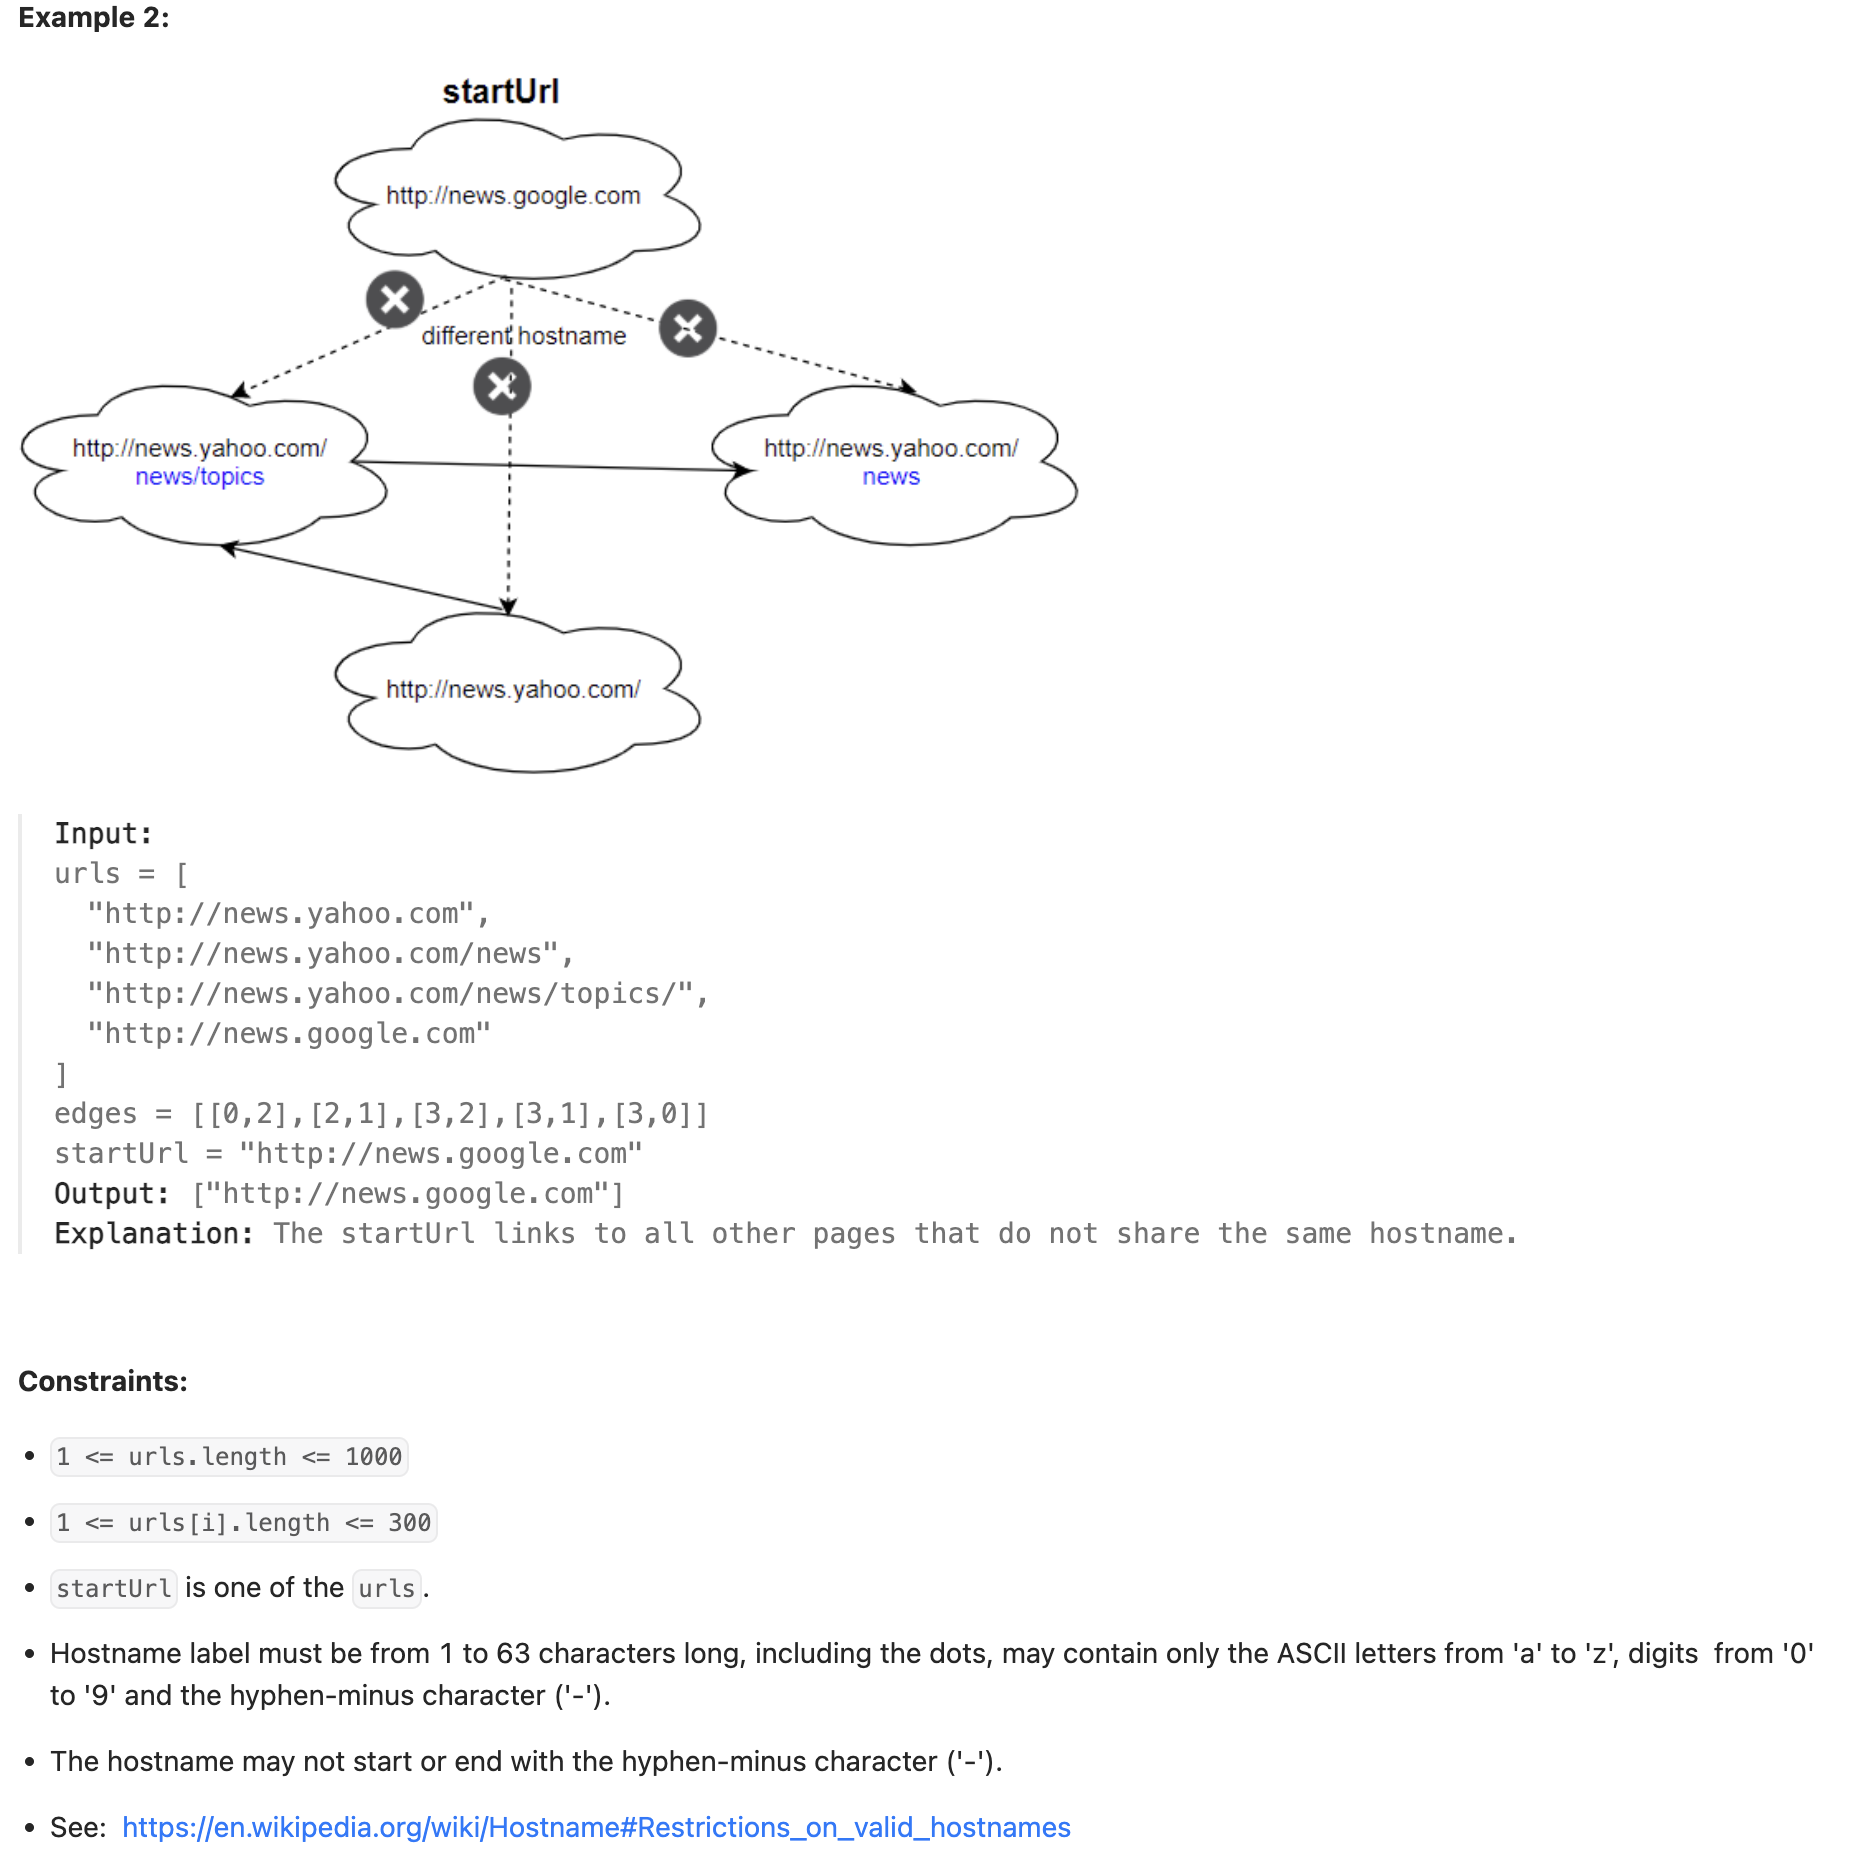 Example 2:
startUrl
http://news.google.com
different hostname
http://news.yahoo.com/
news/topics
http://news.yahoo.com/
news
http://news.yahoo.com/
Input:
urls = [
"http://news.yahoo.com",
"http://news.yahoo.com/news",
"http://news.yahoo.com/news/topics/",
"http://news.google.com"
]
edges = [[0,2],[2,1],[3,2],[3,1],[3,0]]
startUrl = "http://news.google.com"
Output: ["http://news.google.com"]
Explanation: The startUrl links to all other pages that do not share the same hostname.
Constraints:
• 1 <= urls.length <= 1000
• 1 <= urls[i].length <= 300
• startUrl is one of the urls.
• Hostname label must be from 1 to 63 characters long, including the dots, may contain only the ASCII letters from 'a' to 'z', digits  from '0'
to '9' and the hyphen-minus character ('-').
• The hostname may not start or end with the hyphen-minus character ('-').
• See:  https://en.wikipedia.org/wiki/Hostname#Restrictions_on_valid_hostnames